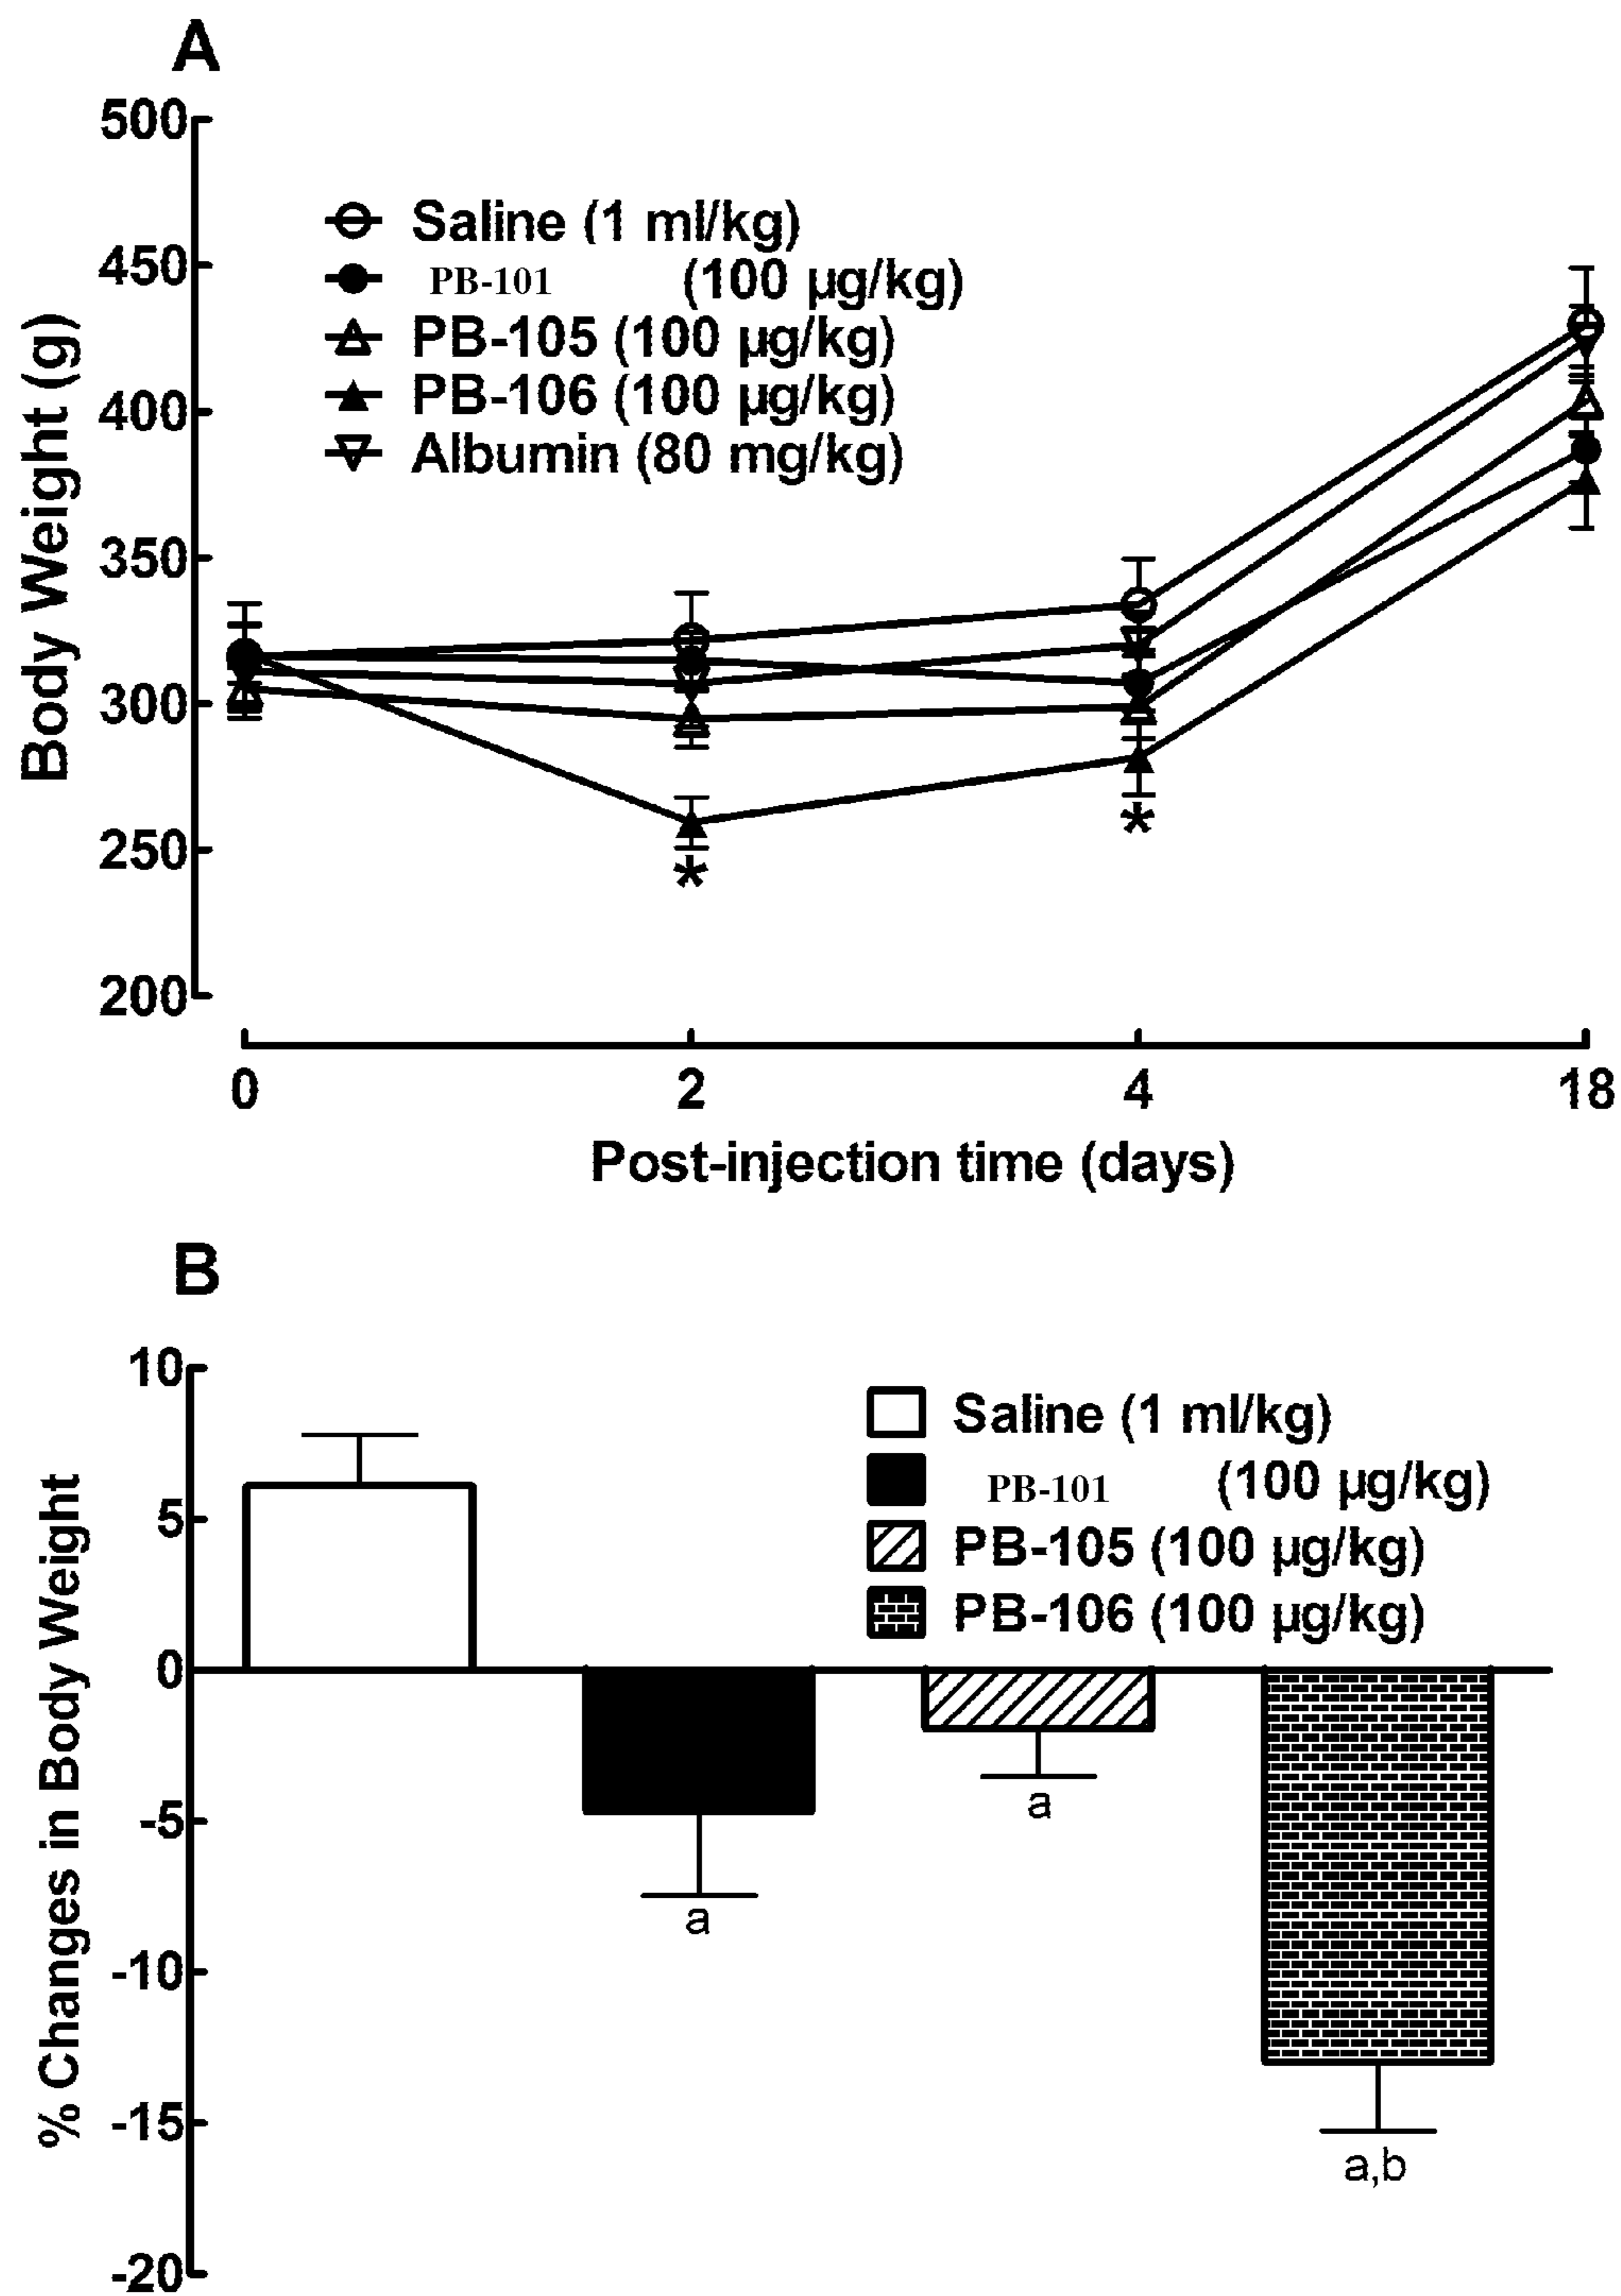 A
500
450
400
350
300
250
200
Body Weight (g)
Saline (1 ml/kg)
PB-101 (100 µg/kg)
PB-105 (100 µg/kg)
PB-106 (100 µg/kg)
Albumin (80 mg/kg)
*
*
0 2 4 18
Post-injection time (days)
B
10
5
0
-5
-10
-15
-20
% Changes in Body Weight
Saline (1 ml/kg)
PB-101 (100 µg/kg)
PB-105 (100 µg/kg)
PB-106 (100 µg/kg)
a
a
a,b